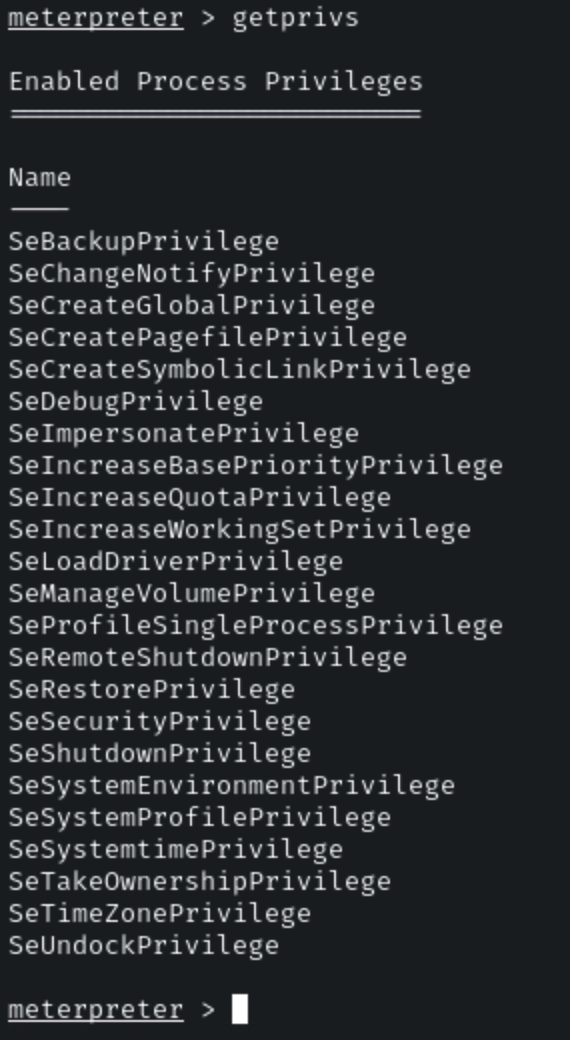 meterpreter > getprivs
Enabled Process Privileges
Name
SeBackupPrivilege
SeChangeNotifyPrivilege
SeCreateGlobalPrivilege
SeCreatePagefilePrivilege
SeCreateSymbolicLinkPrivilege
SeDebugPrivilege
SeImpersonatePrivilege
SeIncreaseBasePriorityPrivilege
SeIncreaseQuotaPrivilege
SeIncreaseWorkingSetPrivilege
SeLoadDriverPrivilege
SeManageVolumePrivilege
SeProfileSingleProcessPrivilege
SeRemoteShutdownPrivilege
SeRestorePrivilege
SeSecurityPrivilege
SeShutdownPrivilege
SeSystemEnvironmentPrivilege
SeSystemProfilePrivilege
SeSystemtimePrivilege
SeTakeOwnershipPrivilege
SeTimeZonePrivilege
SeUndockPrivilege
meterpreter >